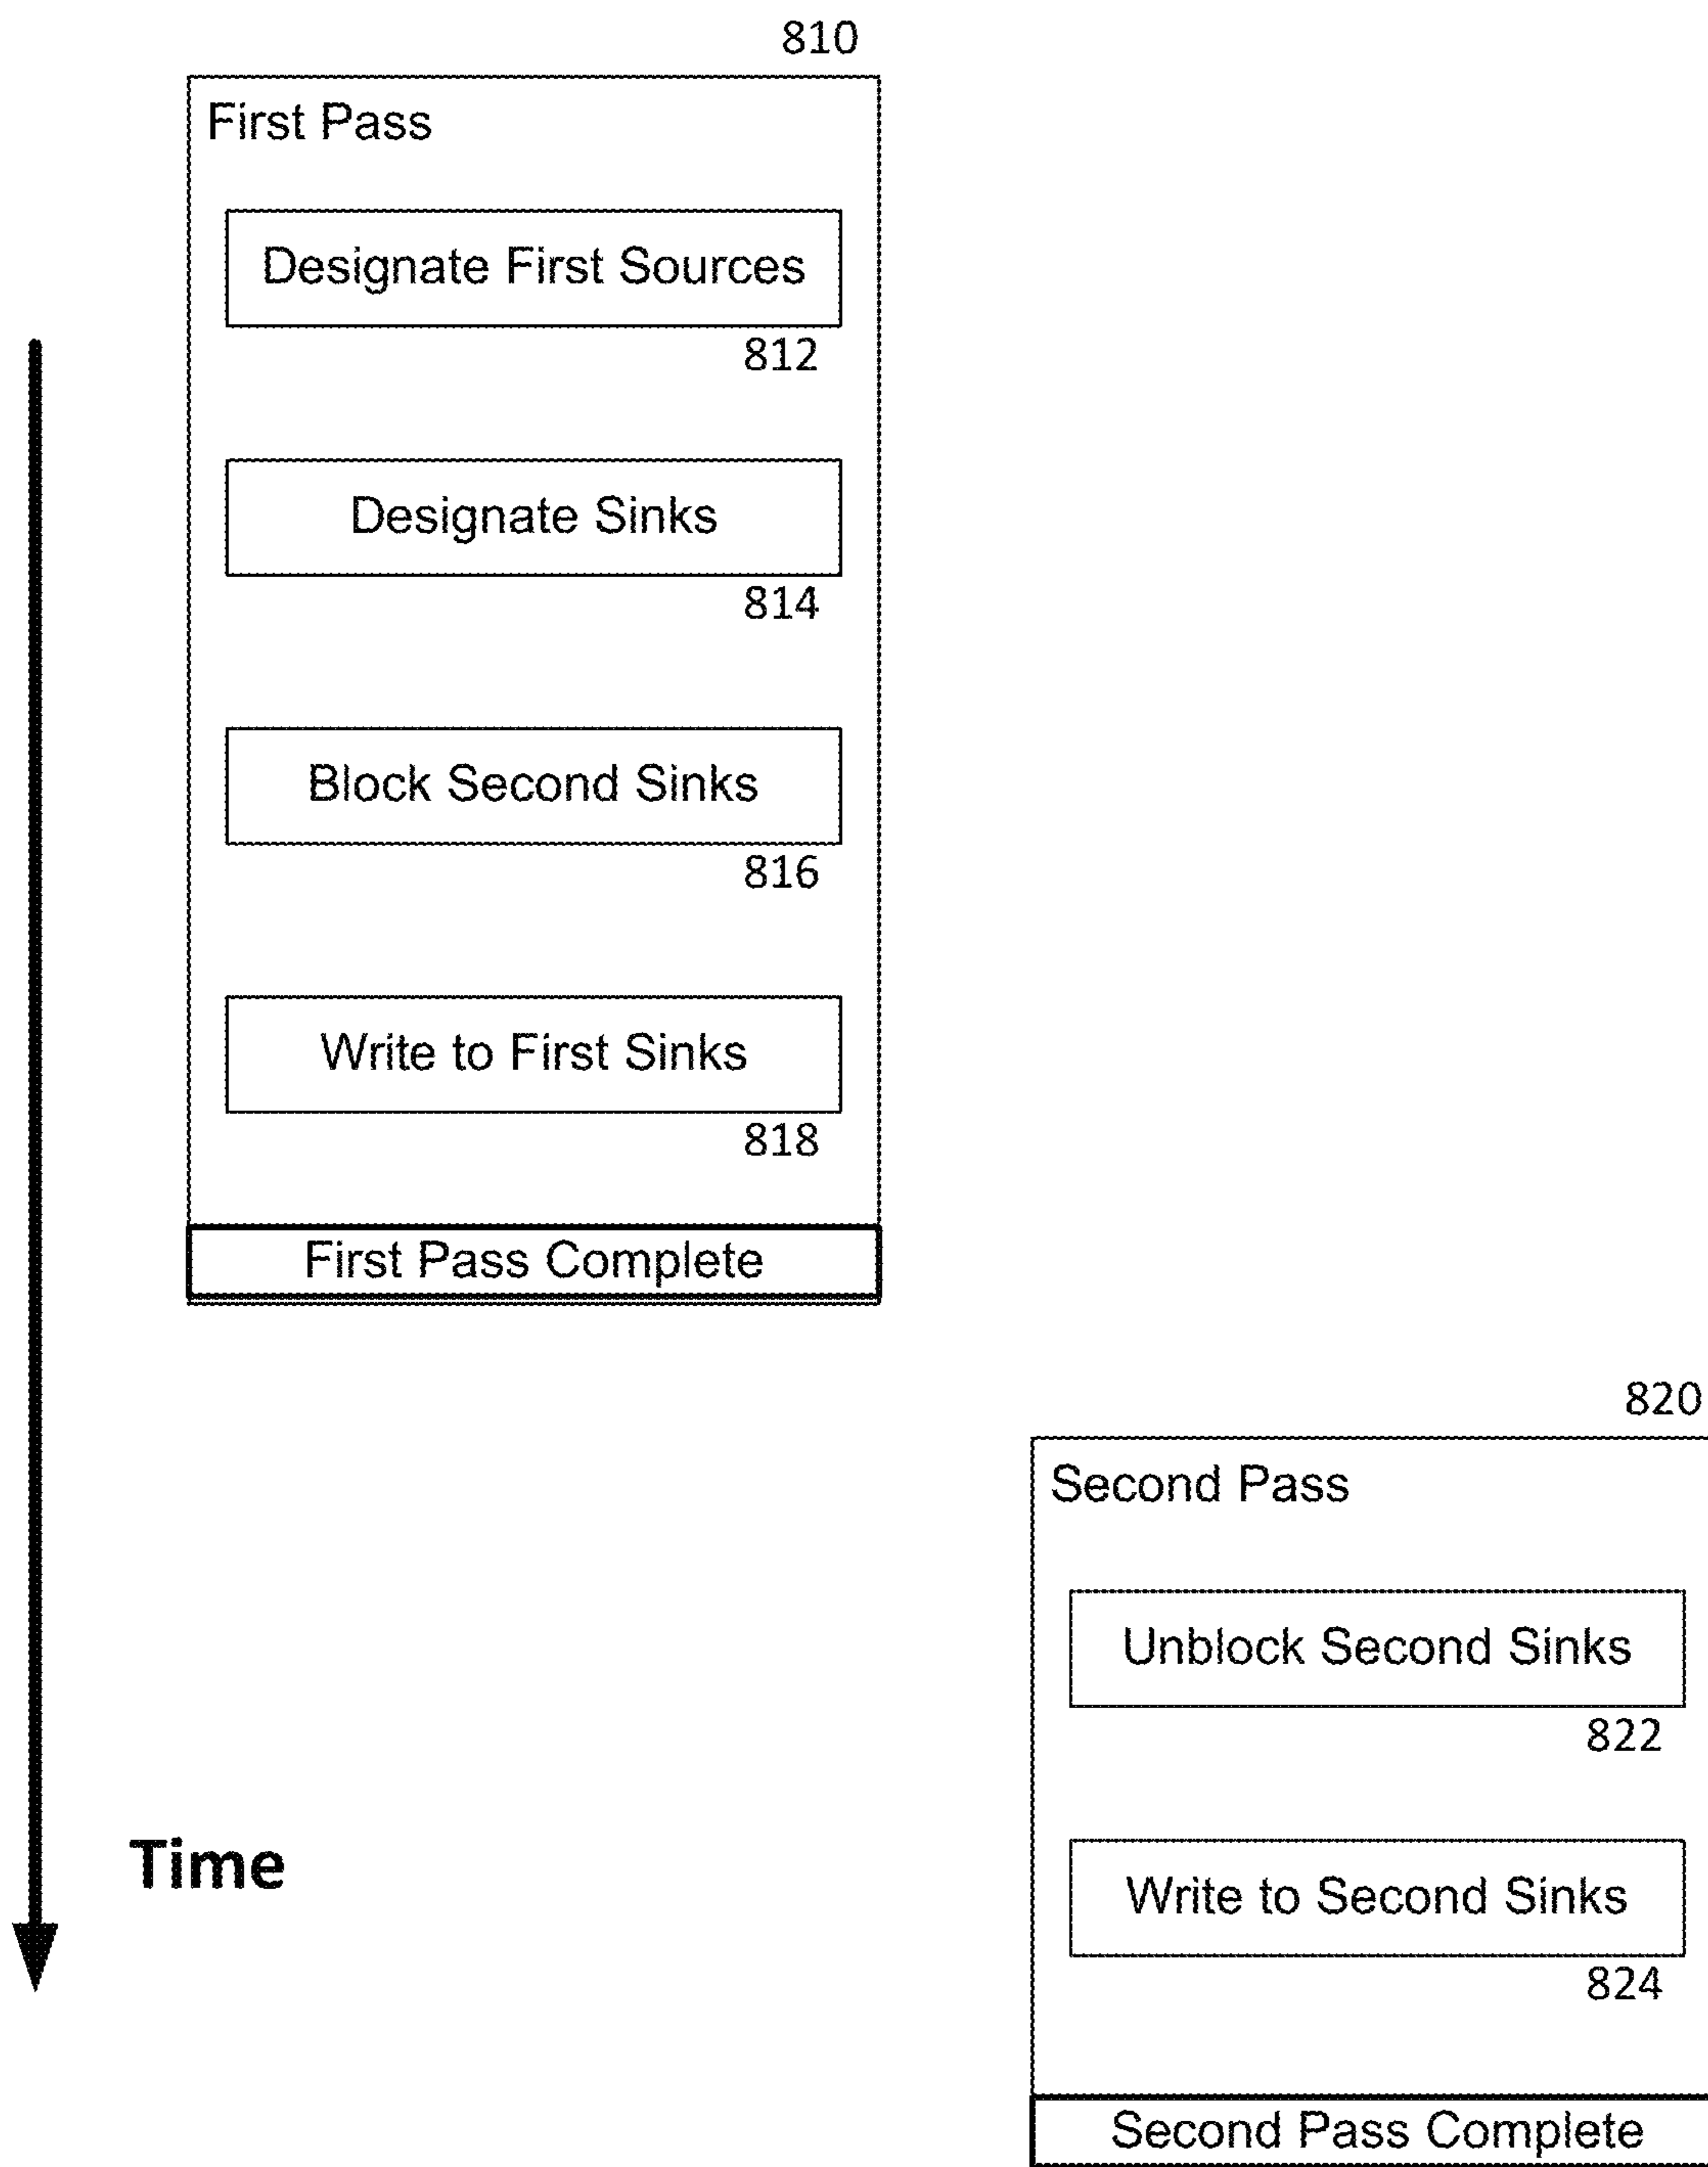 810
First Pass
Designate First Sources
812
Designate Sinks
814
Block Second Sinks
816
Write to First Sinks
818
First Pass Complete
820
Second Pass
Unblock Second Sinks
822
Time
Write to Second Sinks
824
Second Pass Complete